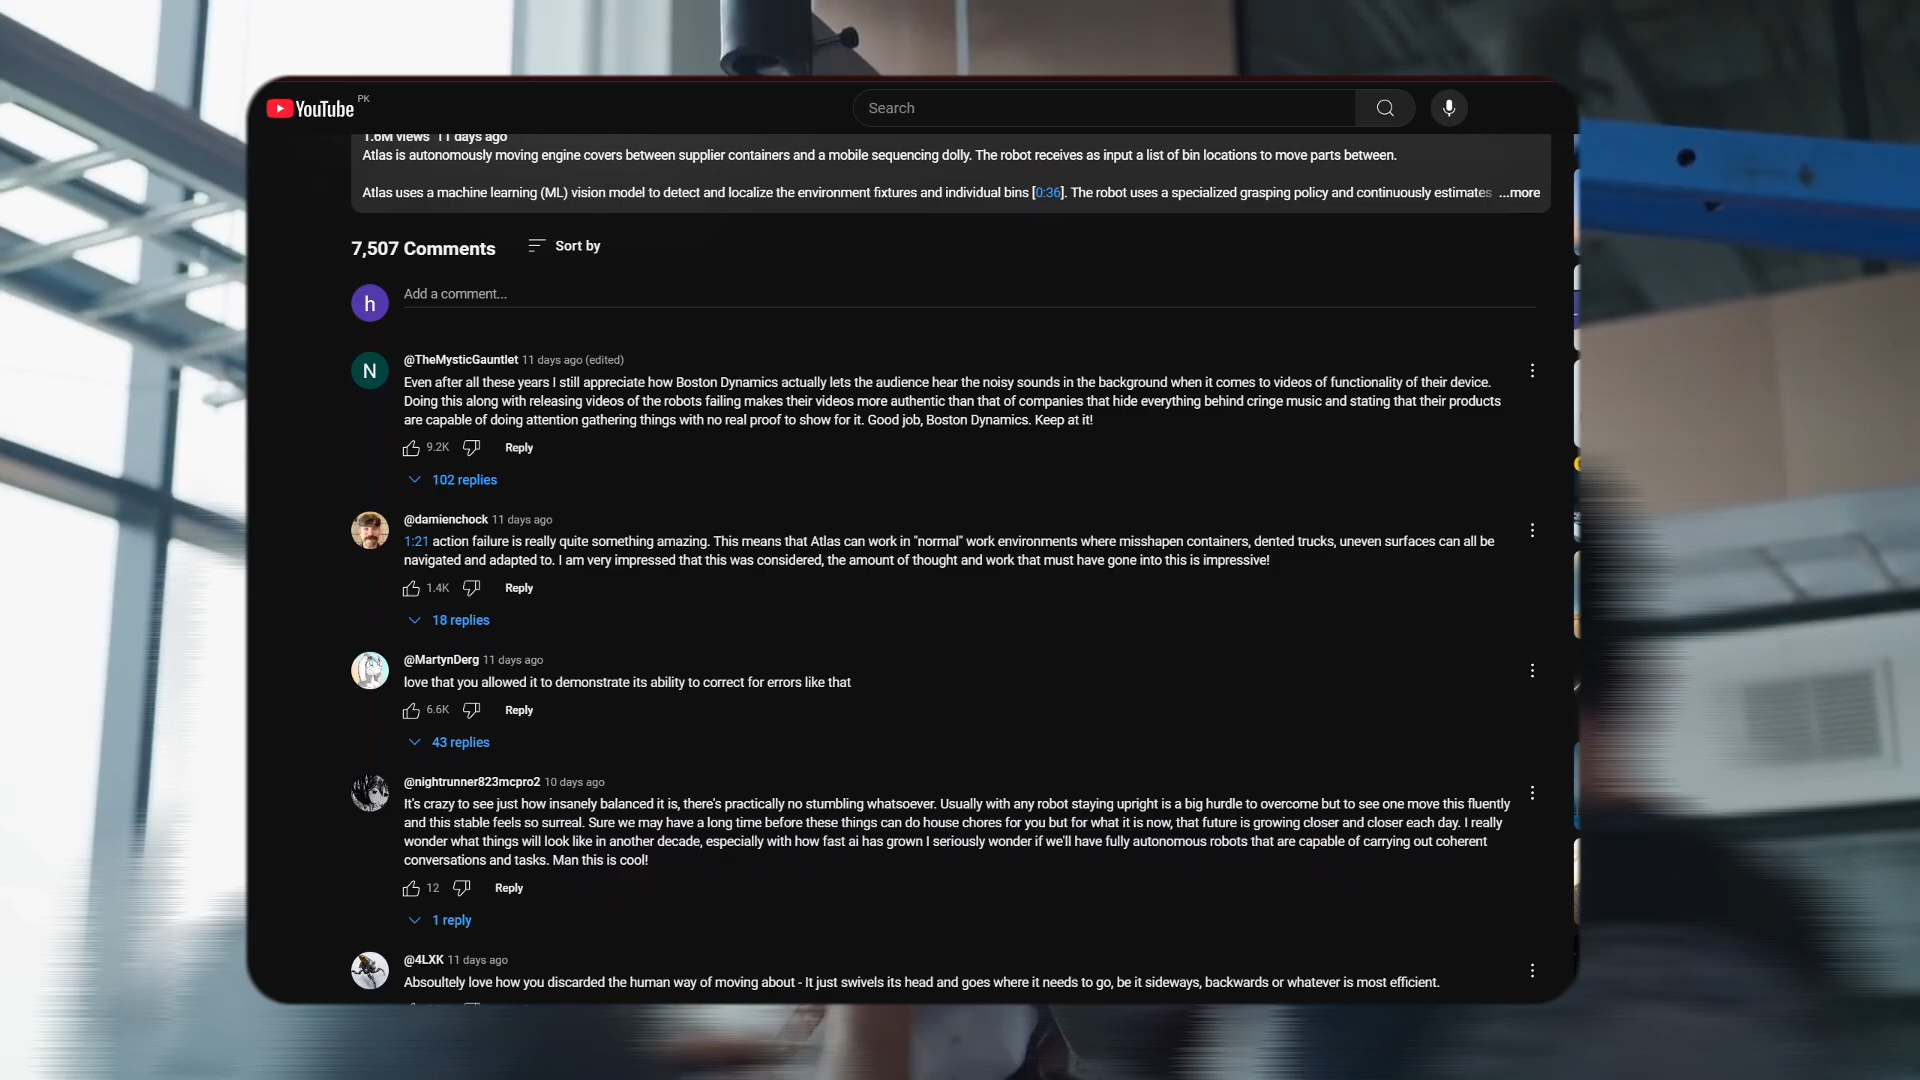 YouTube PK
Search
1.6M views 11 days ago
Atlas is autonomously moving engine covers between supplier containers and a mobile sequencing dolly. The robot receives as input a list of bin locations to move parts between.
Atlas uses a machine learning (ML) vision model to detect and localize the environment fixtures and individual bins [0:36]. The robot uses a specialized grasping policy and continuously estimates ...more
7,507 Comments
Sort by
h
Add a comment...
N
@TheMysticGauntlet 11 days ago (edited)
Even after all these years I still appreciate how Boston Dynamics actually lets the audience hear the noisy sounds in the background when it comes to videos of functionality of their device.
Doing this along with releasing videos of the robots failing makes their videos more authentic than that of companies that hide everything behind cringe music and stating that their products
are capable of doing attention gathering things with no real proof to show for it. Good job, Boston Dynamics. Keep at it!
9.2K Reply
102 replies
@damienchock 11 days ago
1:21 action failure is really quite something amazing. This means that Atlas can work in "normal" work environments where misshapen containers, dented trucks, uneven surfaces can all be
navigated and adapted to. I am very impressed that this was considered, the amount of thought and work that must have gone into this is impressive!
1.4K Reply
18 replies
@MartynDerg 11 days ago
love that you allowed it to demonstrate its ability to correct for errors like that
6.6K Reply
43 replies
@nightrunner823mcpro2 10 days ago
It's crazy to see just how insanely balanced it is, there's practically no stumbling whatsoever. Usually with any robot staying upright is a big hurdle to overcome but to see one move this fluently
and this stable feels so surreal. Sure we may have a long time before these things can do house chores for you but for what it is now, that future is growing closer and closer each day. I really
wonder what things will look like in another decade, especially with how fast ai has grown I seriously wonder if we'll have fully autonomous robots that are capable of carrying out coherent
conversations and tasks. Man this is cool!
12 Reply
1 reply
@4LXK 11 days ago
Absoultely love how you discarded the human way of moving about - It just swivels its head and goes where it needs to go, be it sideways, backwards or whatever is most efficient.